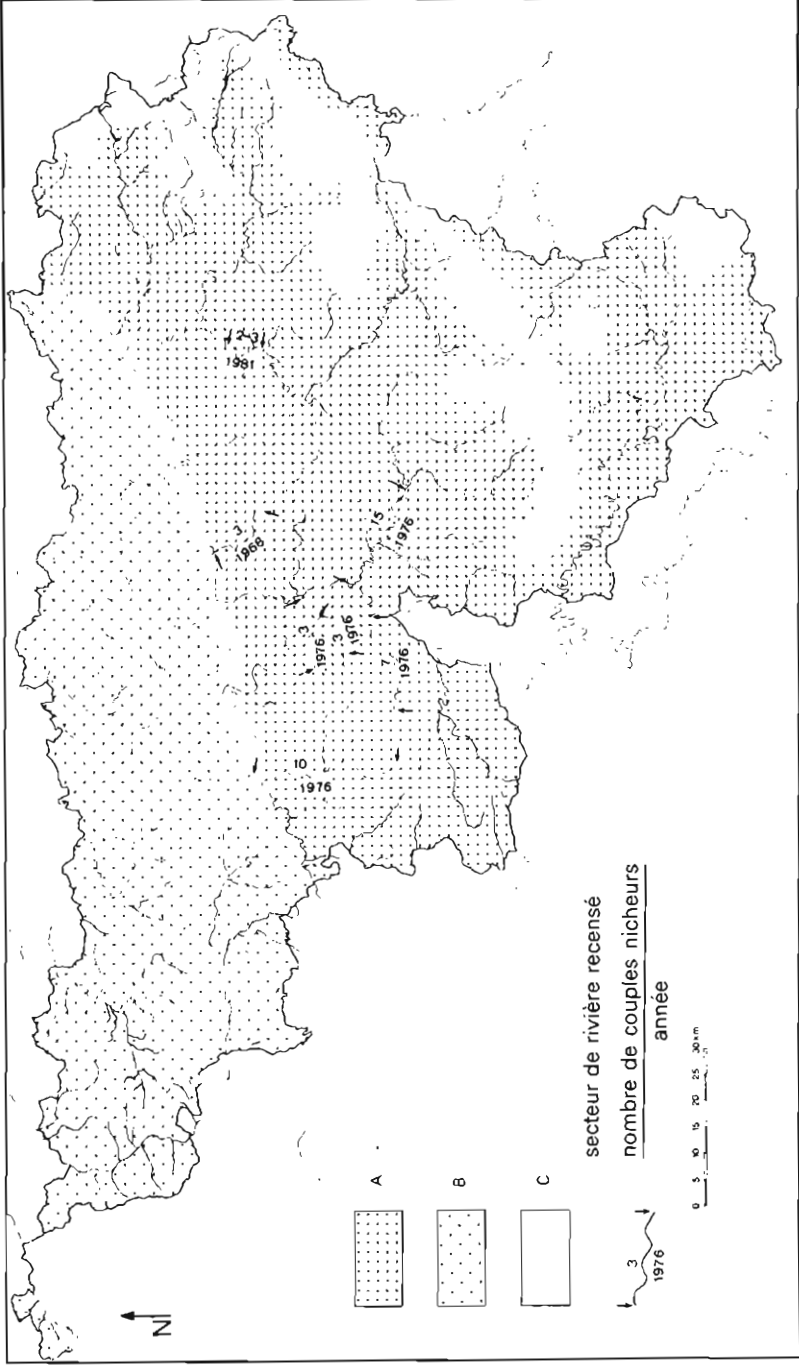 2-3
1981
3
1968
15
1976
3
1976
3
1976
7
1976
10
1976
N
A
B
C
3
1976
secteur de rivière recensé
nombre de couples nicheurs
année
0 5 10 15 20 25 30 km